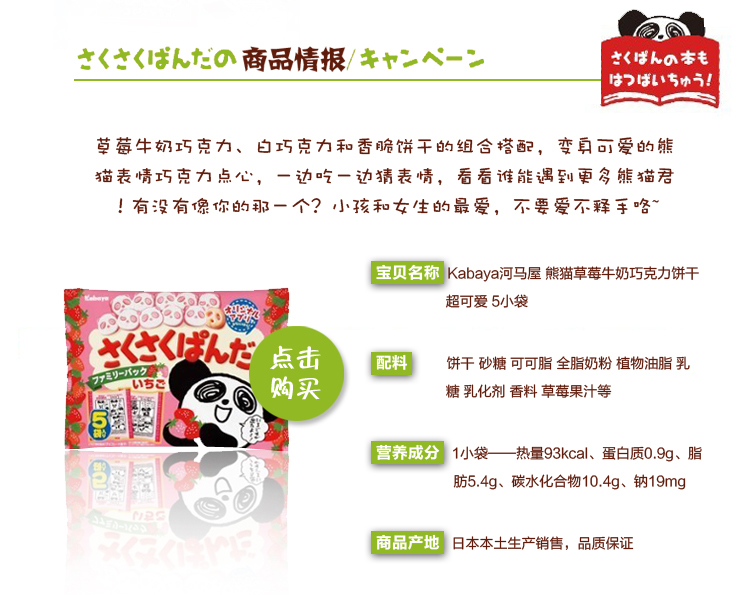 さくさくぱんだの 商品情报/キャンペーン
さくぱんの本も
はつばいちゅう!
草莓牛奶巧克力、白巧克力和香脆饼干的组合搭配，变身可爱的熊
猫表情巧克力点心，一边吃一边猜表情，看看谁能遇到更多熊猫君
！有没有像你的那一个？小孩和女生的最爱，不要爱不释手咯~
宝贝名称 Kabaya河马屋 熊猫草莓牛奶巧克力饼干
超可爱 5小袋
Kabaya
オリジナル
アプリ
さくさくぱんだ
ファミリーパック
いちご
5袋入り
点击
购买
配料 饼干 砂糖 可可脂 全脂奶粉 植物油脂 乳
糖 乳化剂 香料 草莓果汁等
营养成分 1小袋——热量93kcal、蛋白质0.9g、脂
肪5.4g、碳水化合物10.4g、钠19mg
商品产地 日本本土生产销售，品质保证